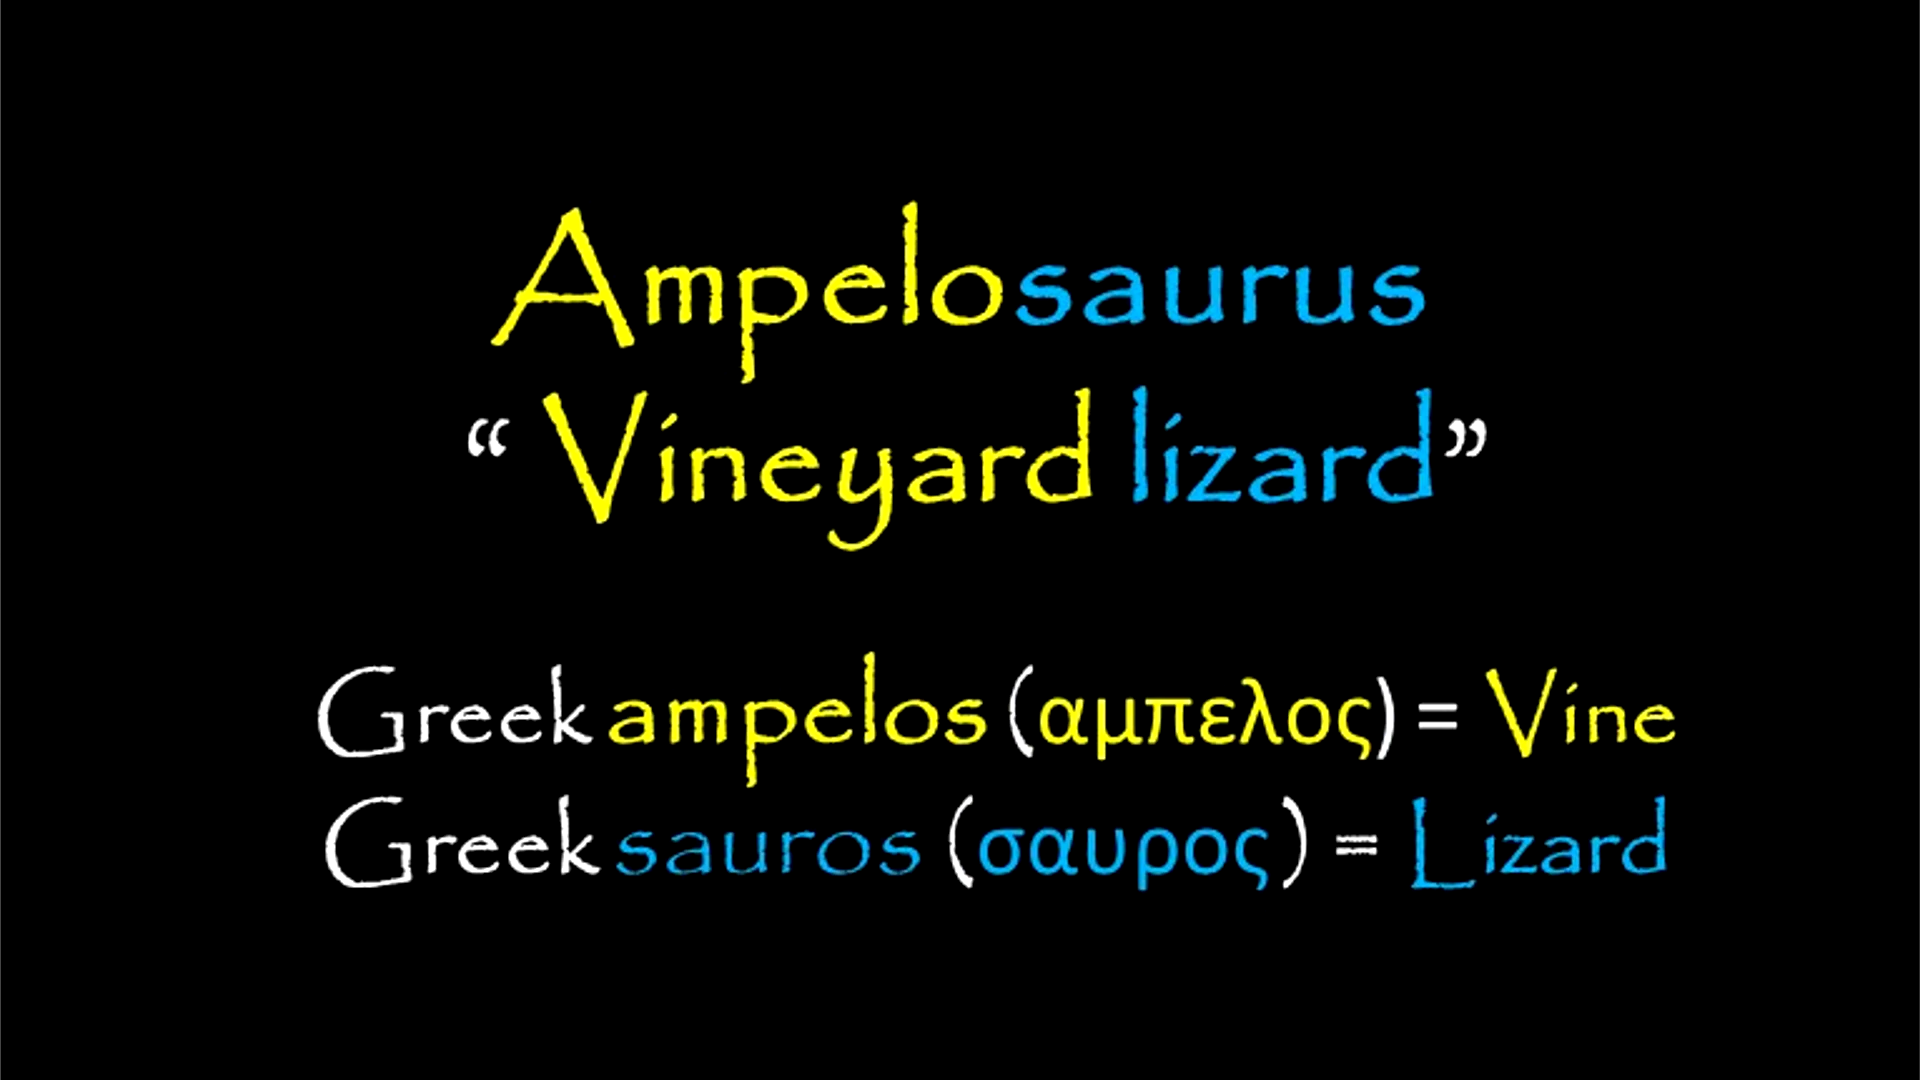 Ampelosaurus
“ Vineyard lizard”
Greek ampelos (αμπελος) = Vine
Greek sauros (σαυρος ) = Lizard